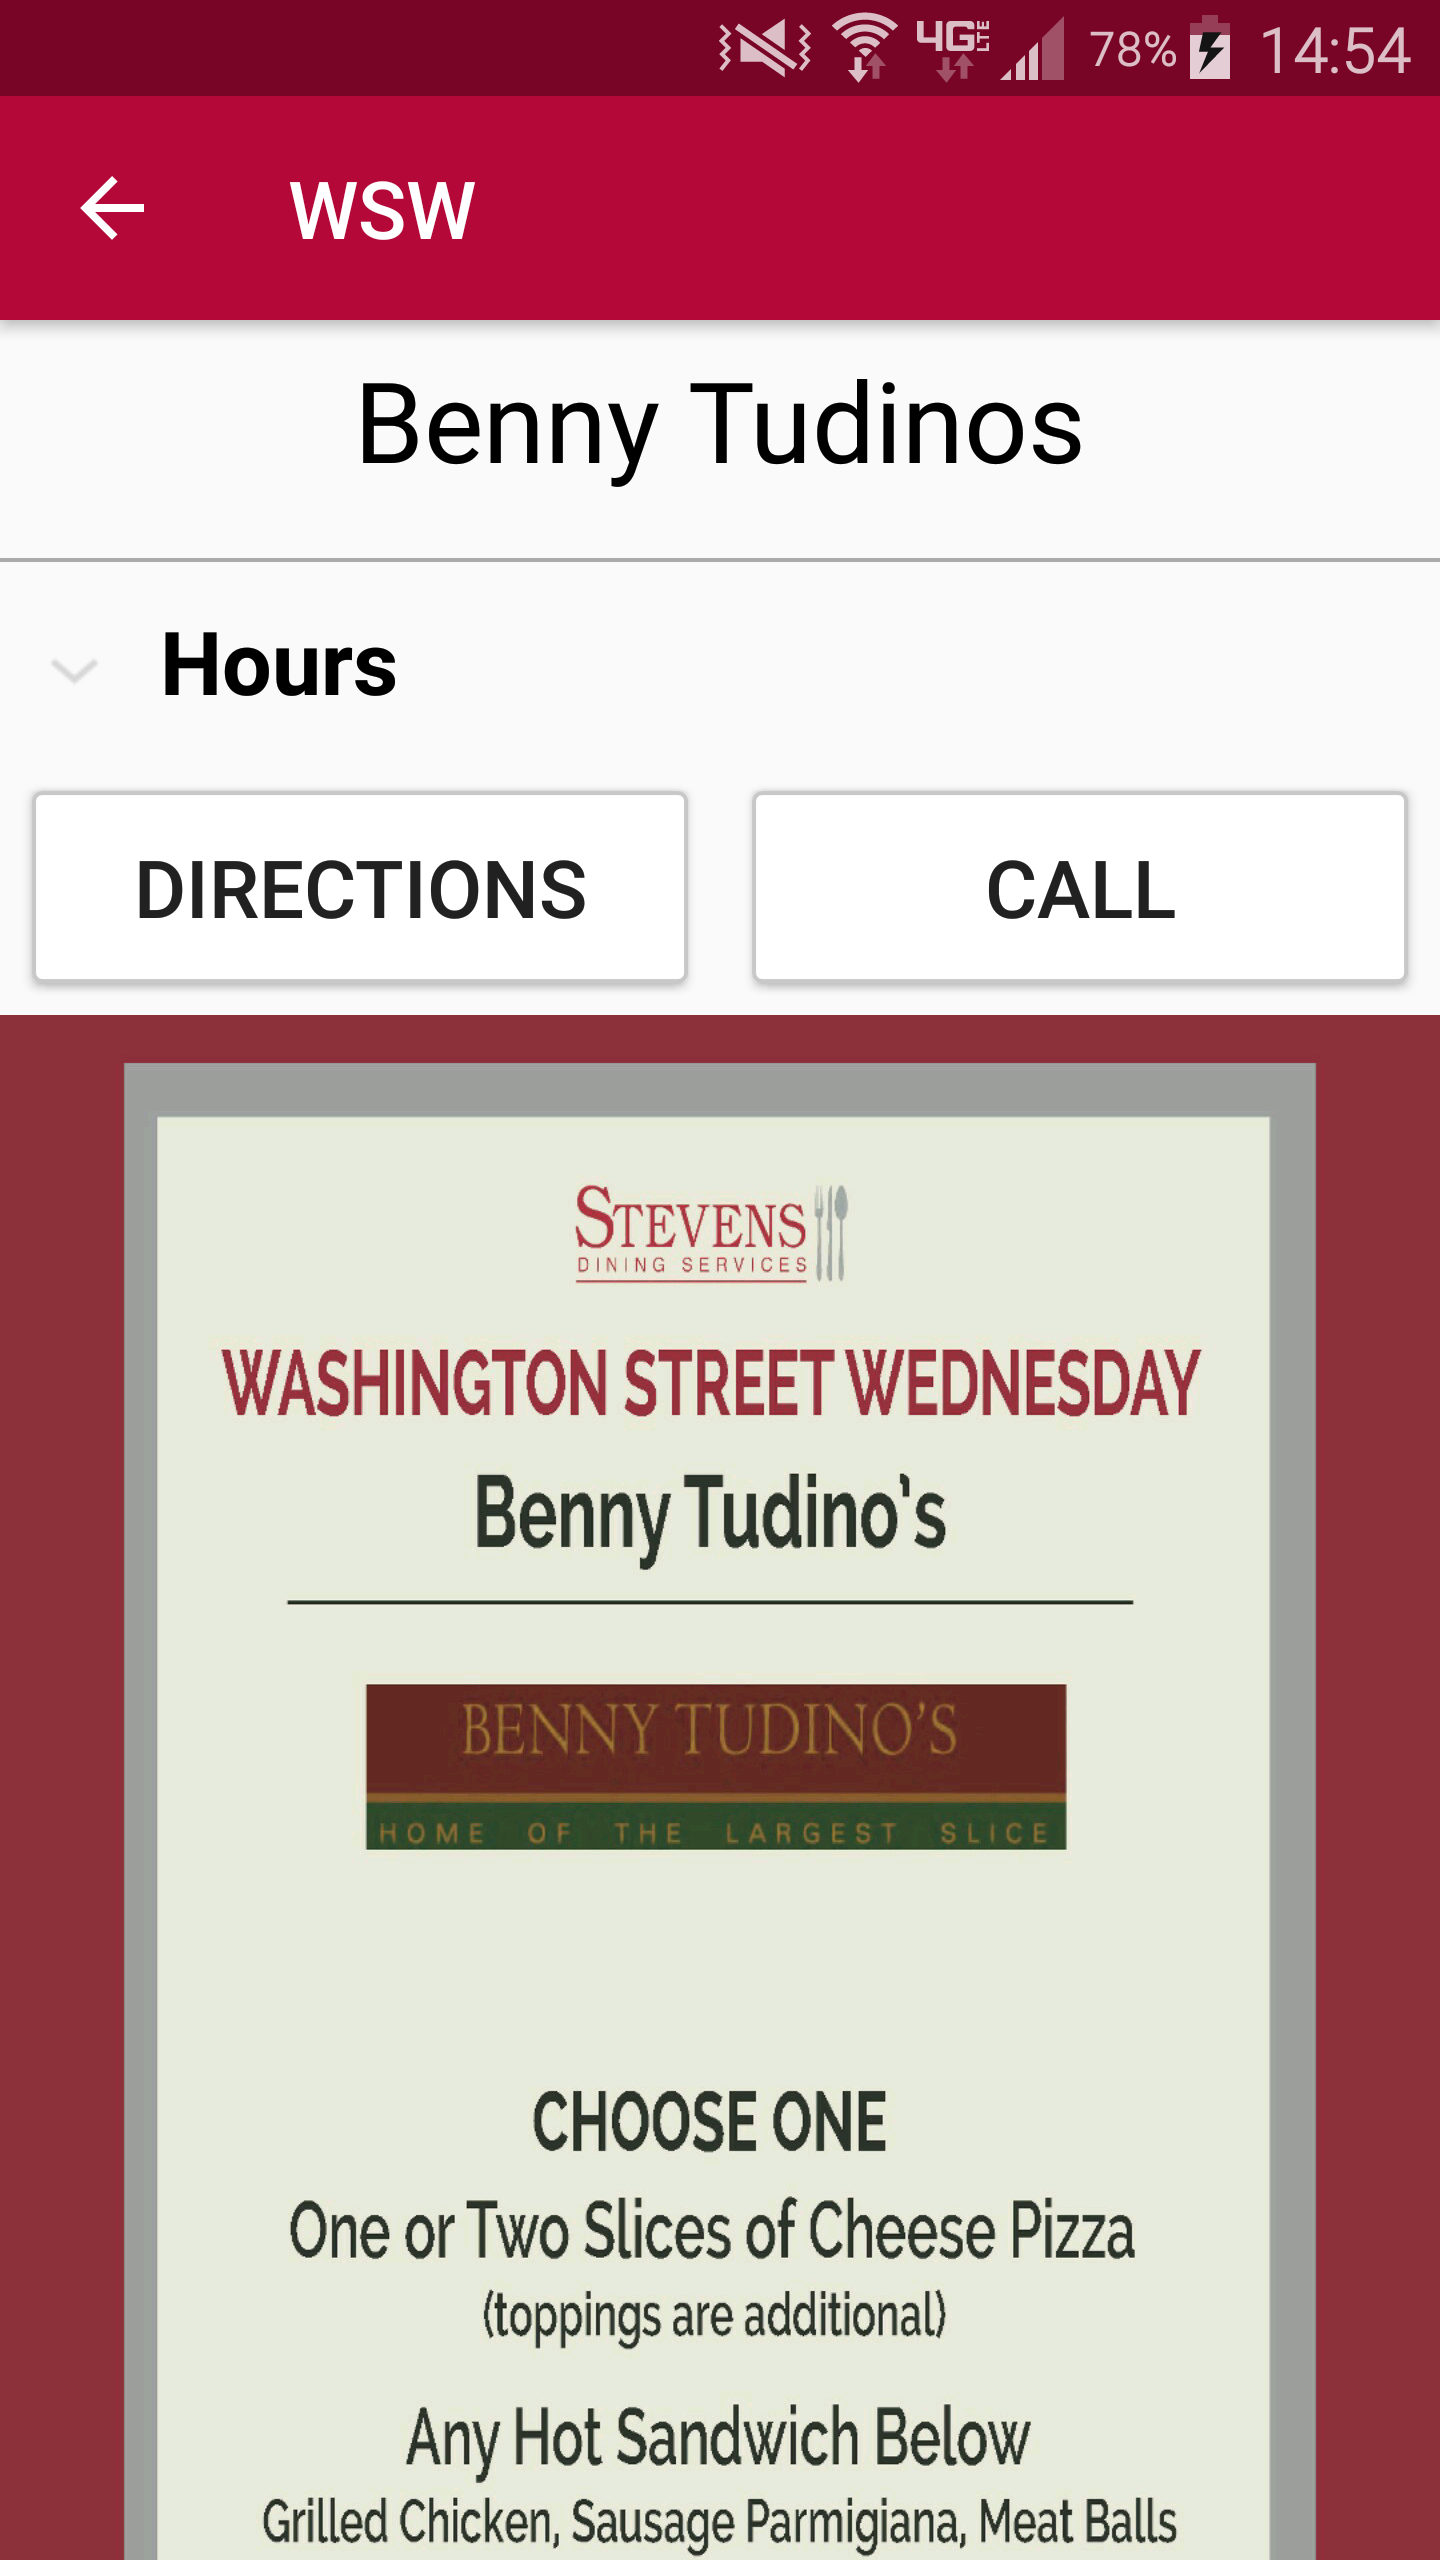 4G LTE 78% 14:54
WSW
Benny Tudinos
Hours
DIRECTIONS CALL
STEVENS
DINING SERVICES
WASHINGTON STREET WEDNESDAY
Benny Tudino's
BENNY TUDINO'S
HOME OF THE LARGEST SLICE
CHOOSE ONE
One or Two Slices of Cheese Pizza
(toppings are additional)
Any Hot Sandwich Below
Grilled Chicken, Sausage Parmigiana, Meat Balls